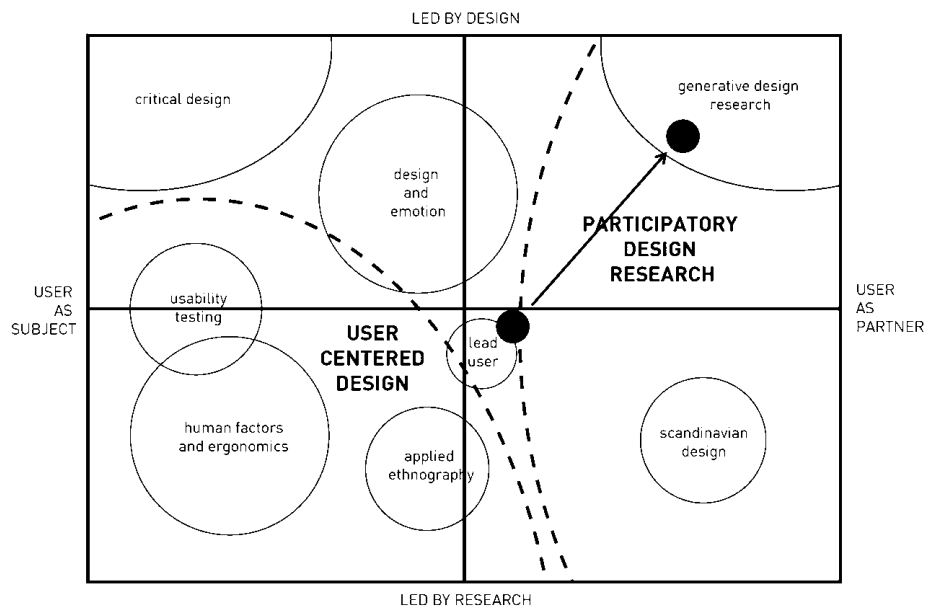 LED BY DESIGN
critical design
generative design
research
design
and
emotion
PARTICIPATORY
DESIGN
RESEARCH
USER
AS
SUBJECT
usability
testing
USER
AS
PARTNER
USER
CENTERED
DESIGN
lead
user
human factors
and ergonomics
applied
ethnography
scandinavian
design
LED BY RESEARCH